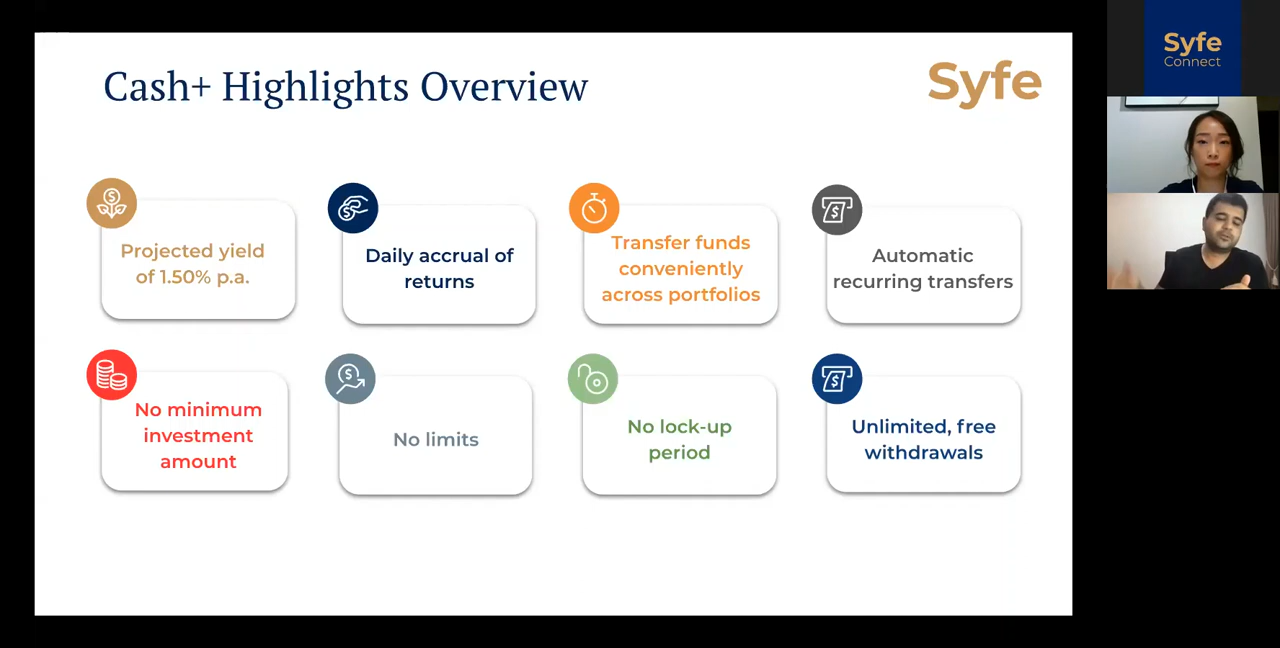 Cash+ Highlights Overview
Syfe
Projected yield
of 1.50% p.a.
Daily accrual of
returns
Transfer funds
conveniently
across portfolios
Automatic
recurring transfers
No minimum
investment
amount
No limits
No lock-up
period
Unlimited, free
withdrawals
Syfe
Connect